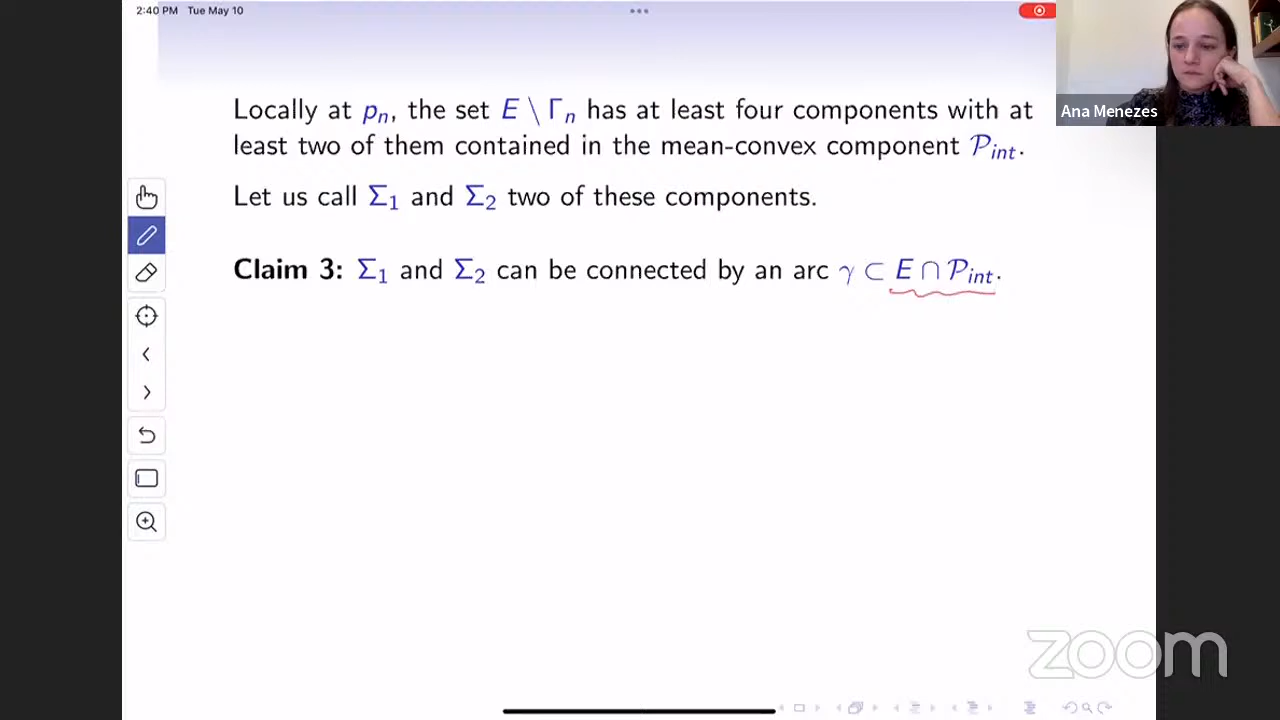 2:40 PM Tue May 10
Ana Menezes
Locally at pₙ, the set E \ Γₙ has at least four components with at
least two of them contained in the mean-convex component 𝒫ᵢₙₜ.
Let us call Σ₁ and Σ₂ two of these components.
Claim 3: Σ₁ and Σ₂ can be connected by an arc γ ⊂ E ∩ 𝒫ᵢₙₜ.
zoom